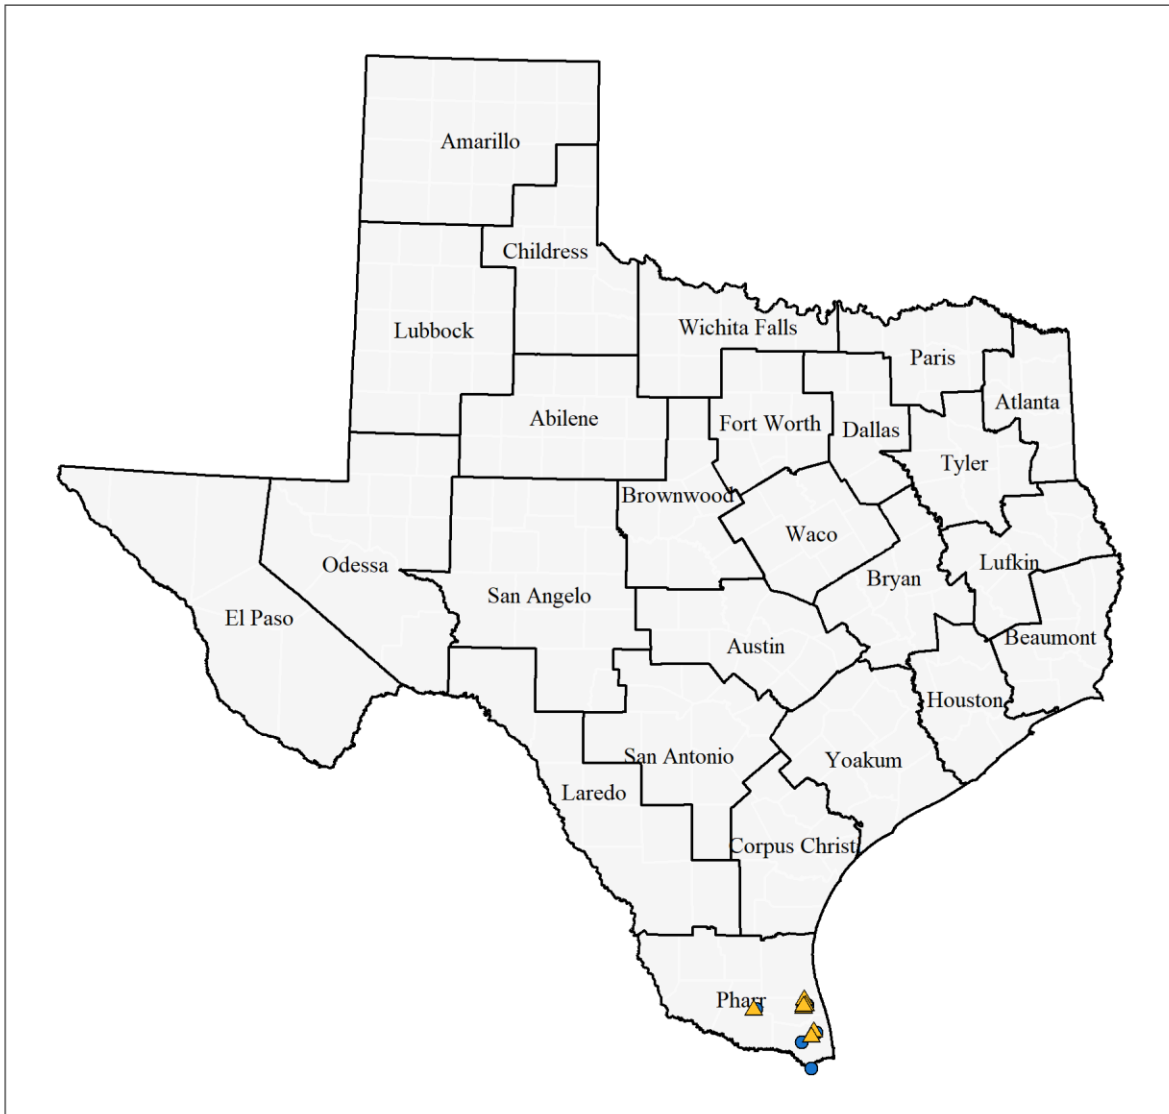 Amarillo
Childress
Lubbock
Wichita Falls
Paris
Atlanta
Abilene
Fort Worth
Dallas
Tyler
Brownwood
Waco
Odessa
Lufkin
Bryan
San Angelo
El Paso
Beaumont
Austin
Houston
San Antonio
Yoakum
Laredo
Corpus Christi
Pharr